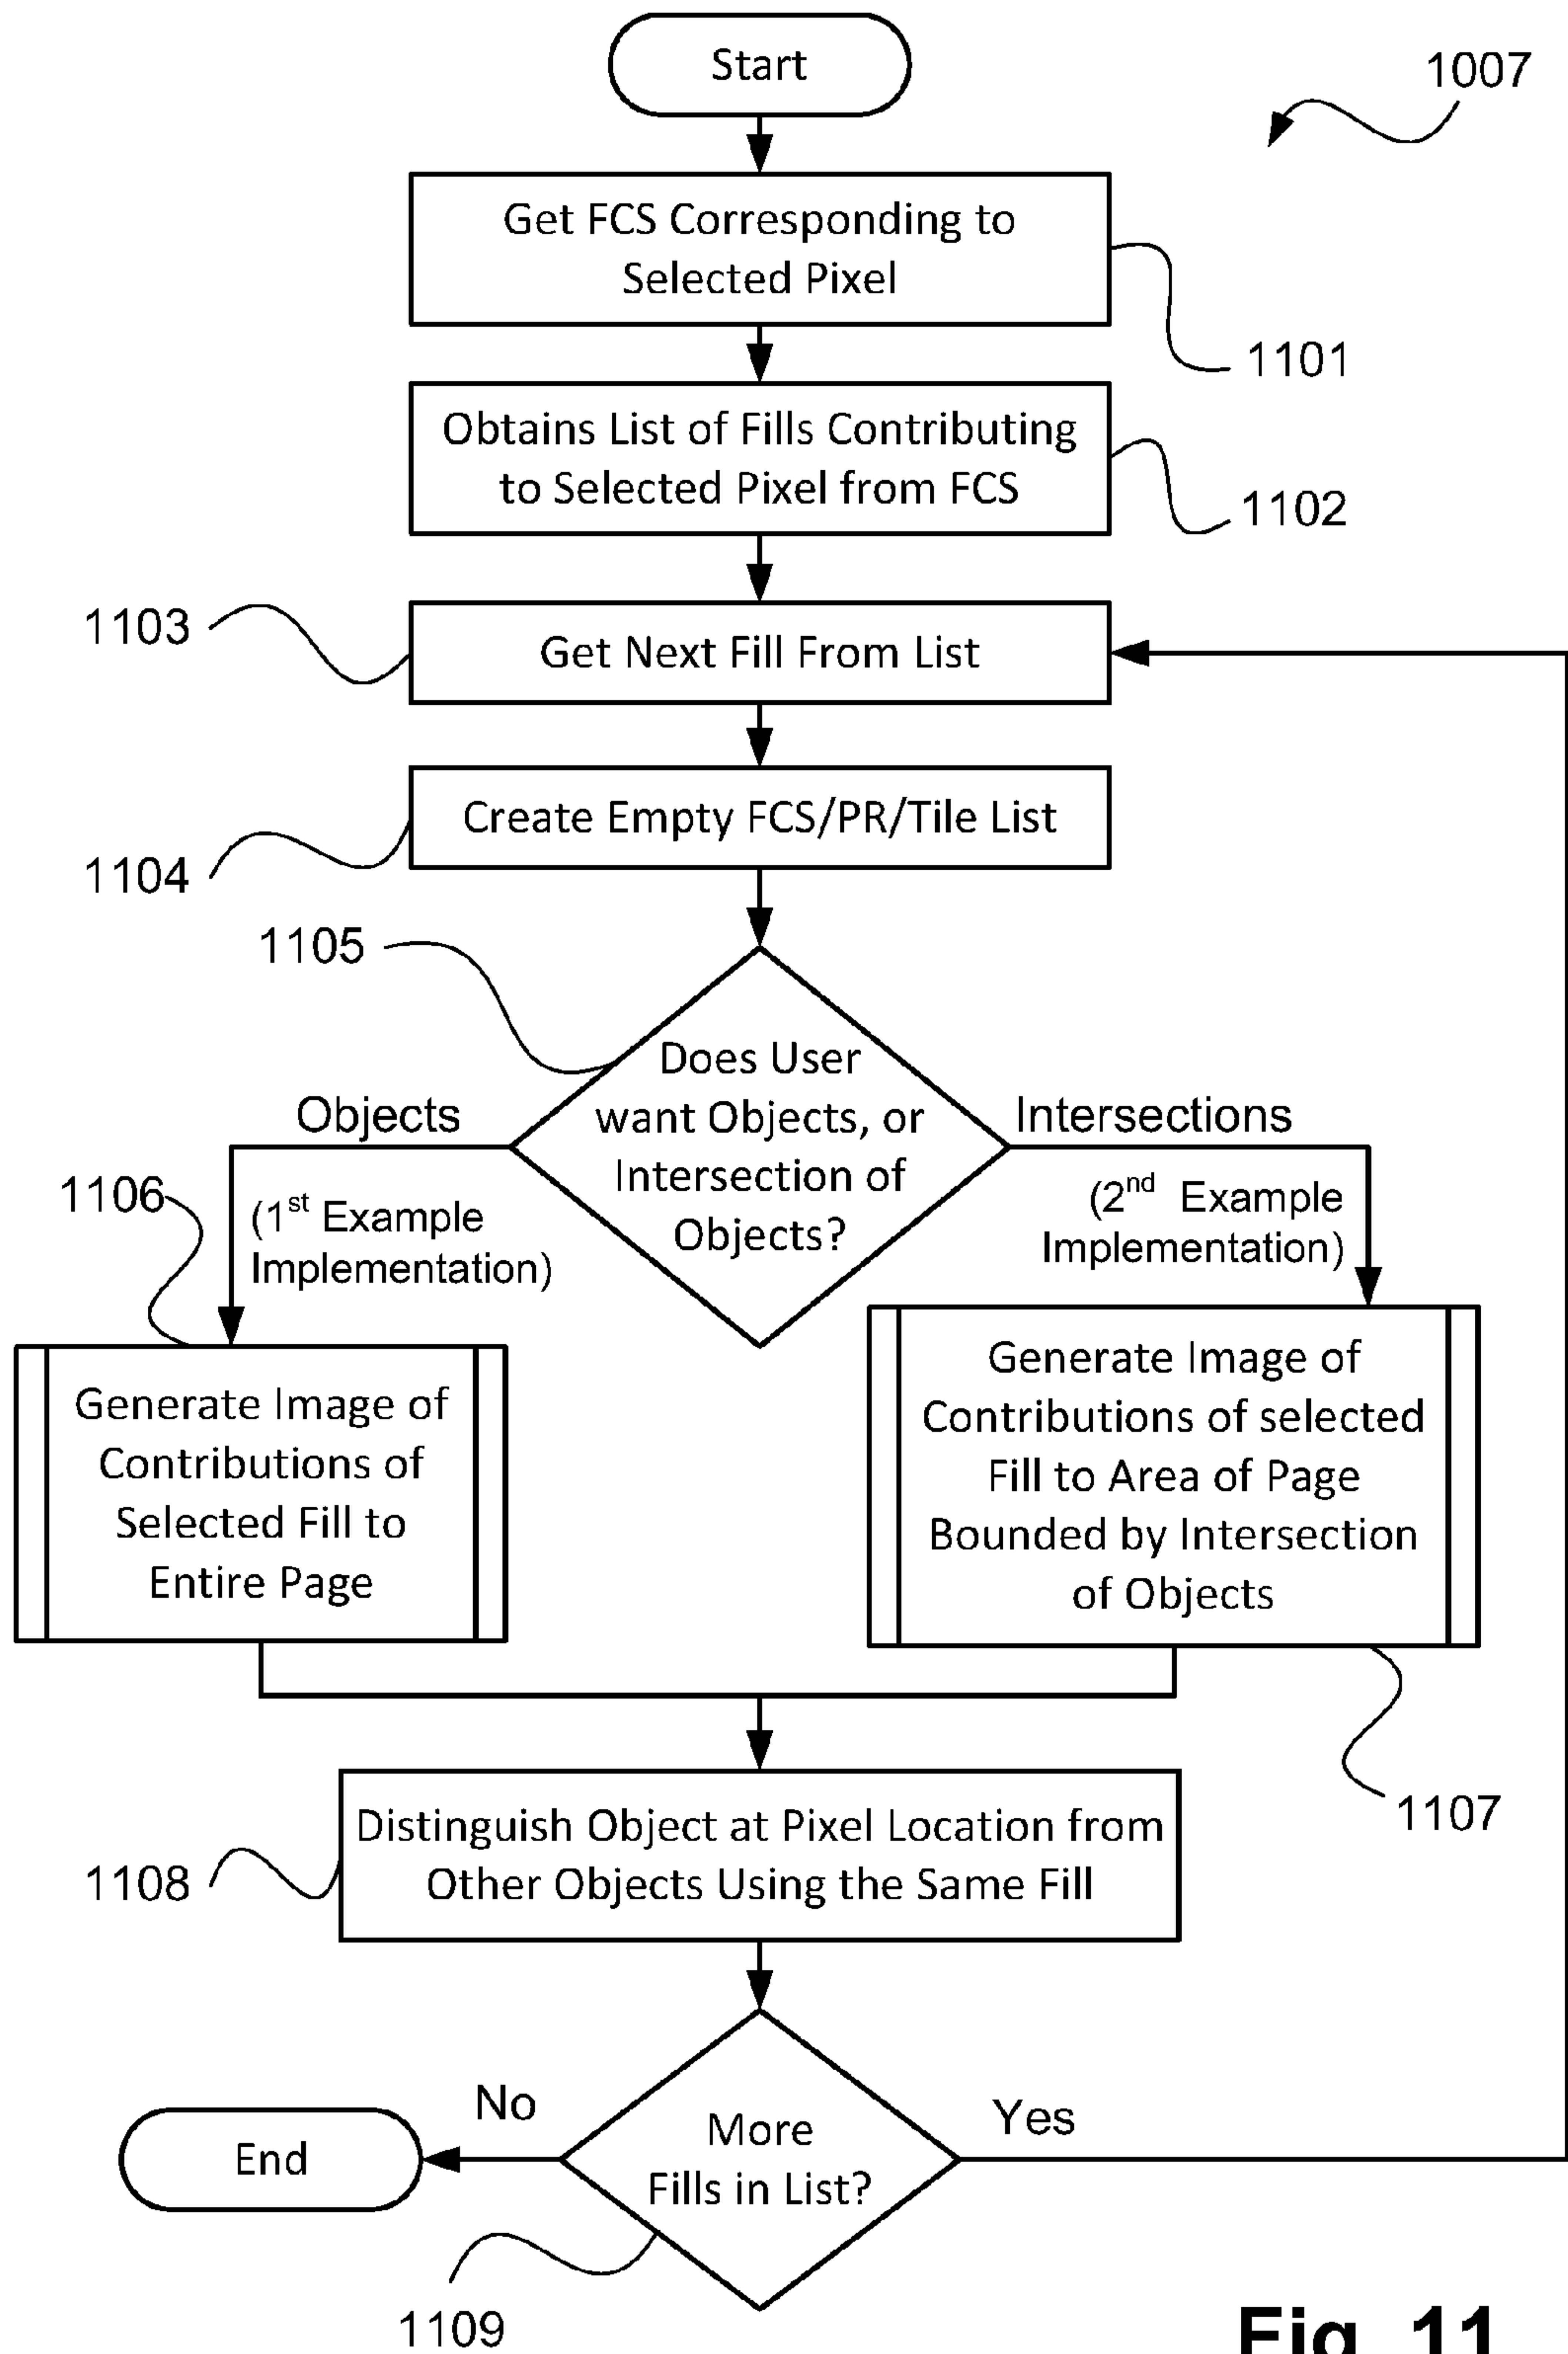 Start
1007
Get FCS Corresponding to
Selected Pixel
1101
Obtains List of Fills Contributing
to Selected Pixel from FCS
1102
1103
Get Next Fill From List
Create Empty FCS/PR/Tile List
1104
1105
Does User
want Objects, or
Intersection of
Objects?
Objects
Intersections
1106
(1st Example
Implementation)
(2nd Example
Implementation)
Generate Image of
Contributions of
Selected Fill to
Entire Page
Generate Image of
Contributions of selected
Fill to Area of Page
Bounded by Intersection
of Objects
1107
Distinguish Object at Pixel Location from
Other Objects Using the Same Fill
1108
No
Yes
More
Fills in List?
End
1109
Fig. 11